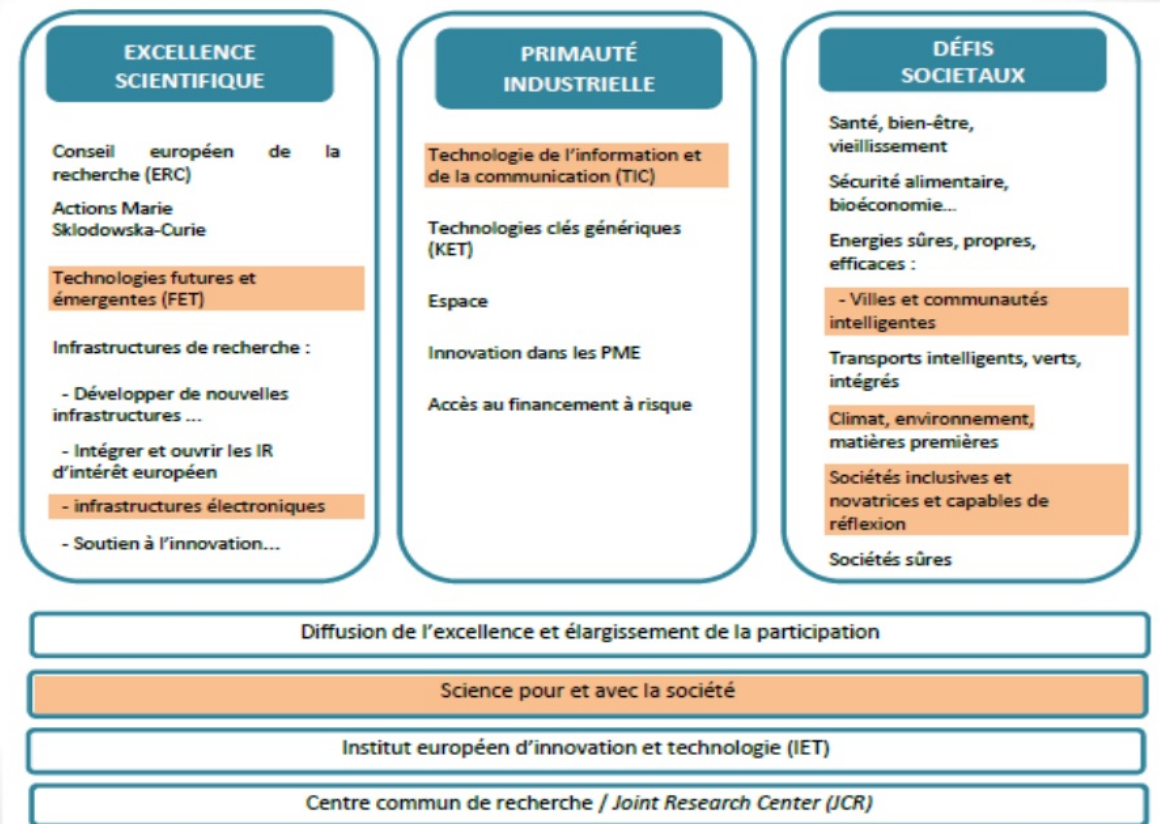 EXCELLENCE
SCIENTIFIQUE
Conseil européen de la
recherche (ERC)
Actions Marie
Sklodowska-Curie
Technologies futures et
émergentes (FET)
Infrastructures de recherche :
- Développer de nouvelles
infrastructures ...
- Intégrer et ouvrir les IR
d'intérêt européen
- infrastructures électroniques
- Soutien à l'innovation...
PRIMAUTÉ
INDUSTRIELLE
Technologie de l'information et
de la communication (TIC)
Technologies clés génériques
(KET)
Espace
Innovation dans les PME
Accès au financement à risque
DÉFIS
SOCIETAUX
Santé, bien-être,
vieillissement
Sécurité alimentaire,
bioéconomie...
Energies sûres, propres,
efficaces :
- Villes et communautés
intelligentes
Transports intelligents, verts,
intégrés
Climat, environnement,
matières premières
Sociétés inclusives et
novatrices et capables de
réflexion
Sociétés sûres
Diffusion de l'excellence et élargissement de la participation
Science pour et avec la société
Institut européen d'innovation et technologie (IET)
Centre commun de recherche / Joint Research Center (JCR)